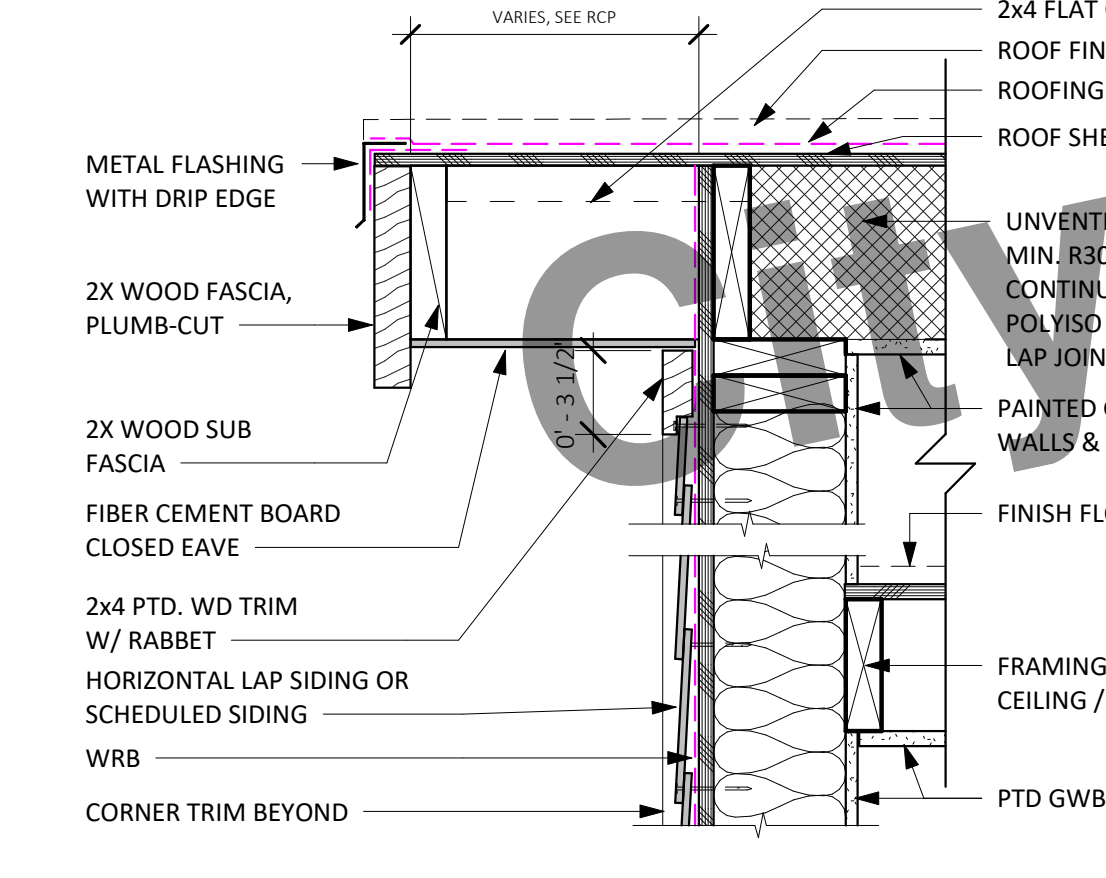 VARIES, SEE RCP
2x4 FLAT
ROOF FIN
ROOFING
ROOF SHE
METAL FLASHING
WITH DRIP EDGE
UNVENT
MIN. R30
CONTINU
POLYISO
LAP JOIN
2X WOOD FASCIA,
PLUMB-CUT
0' - 3 1/2"
PAINTED
WALLS &
2X WOOD SUB
FASCIA
FIBER CEMENT BOARD
CLOSED EAVE
FINISH FLO
2x4 PTD. WD TRIM
W/ RABBET
HORIZONTAL LAP SIDING OR
SCHEDULED SIDING
FRAMING
CEILING /
WRB
CORNER TRIM BEYOND
PTD GWB
City